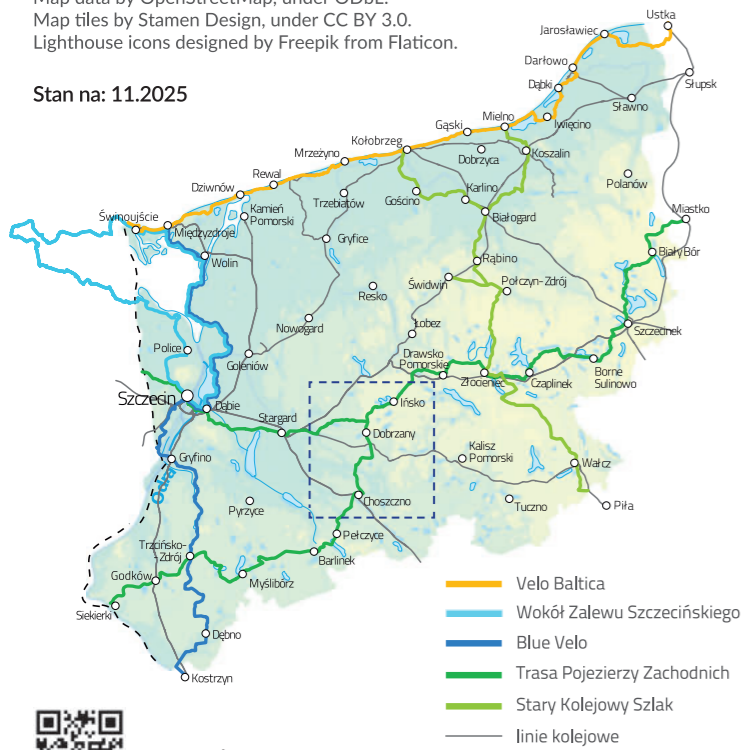 Map data by OpenStreetMap, under ODbL.
Map tiles by Stamen Design, under CC BY 3.0.
Lighthouse icons designed by Freepik from Flaticon.
Stan na: 11.2025
Ustka
Jarosławiec
Darłowo
Słupsk
Dąbki
Sławno
Mielno
Iwięcino
Gąski
Kołobrzeg
Koszalin
Dobrzyca
Mrzeżyno
Rewal
Dziwnów
Polanów
Karlino
Gościno
Trzebiatów
Kamień
Pomorski
Świnoujście
Międzyzdroje
Białogard
Miastko
Gryfice
Wolin
Rąbino
Biały Bór
Świdwin
Połczyn-Zdrój
Resko
Nowogard
Łobez
Szczecinek
Police
Goleniów
Drawsko
Pomorskie
Złocieniec
Czaplinek
Borne
Sulinowo
Szczecin
Dąbie
Ińsko
Stargard
Dobrzany
Kalisz
Pomorski
Wałcz
Gryfino
Odra
Choszczno
Tuczno
Piła
Pyrzyce
Pełczyce
Trzcińsko-
Zdrój
Barlinek
Godków
Myślibórz
Siekierki
Dębno
Kostrzyn
Velo Baltica
Wokół Zalewu Szczecińskiego
Blue Velo
Trasa Pojezierzy Zachodnich
Stary Kolejowy Szlak
linie kolejowe